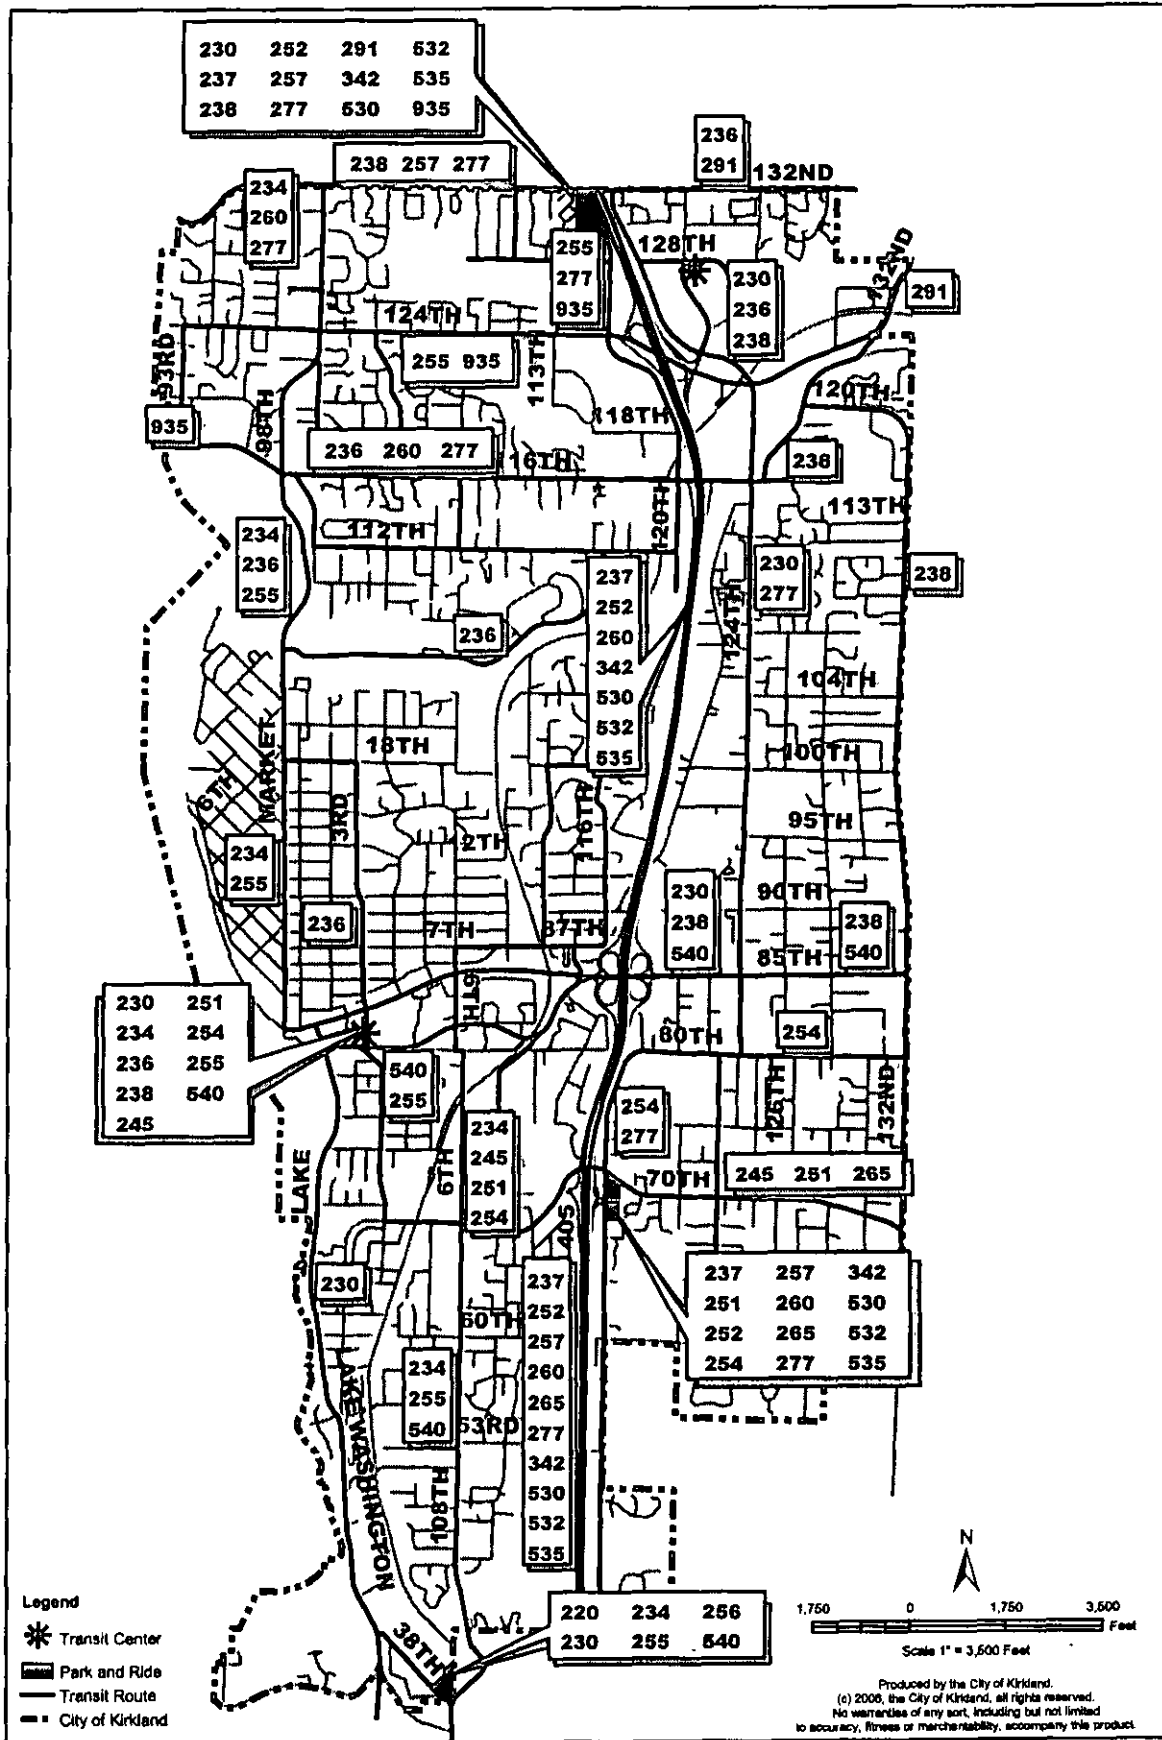 230 252 291 532
237 257 342 535
238 277 530 935
236
291
238 257 277
132ND
234
260
277
128TH
132ND
255
277
935
230
236
238
291
124TH
93RD
113TH
255 935
120TH
98TH
118TH
935
236 260 277
116TH
238
120TH
113TH
112TH
234
236
255
237
252
260
342
530
532
535
230
277
238
124TH
236
104TH
MARKET
18TH
100TH
6TH
3RD
116TH
95TH
12TH
234
255
230
238
540
90TH
238
540
236
7TH
87TH
85TH
6TH
230 251
234 254
236 255
238 540
245
80TH
254
540
255
126TH
132ND
254
277
234
245
251
254
LAKE
6TH
70TH
245 251 265
405
237 257 342
251 260 530
252 265 532
254 277 535
230
237
252
257
260
265
277
342
530
532
535
60TH
234
255
540
53RD
LAKE WASHINGTON
108TH
N
Legend
Transit Center
Park and Ride
Transit Route
City of Kirkland
38TH
220 234 256
230 255 540
1,750 0 1,750 3,500
Feet
Scale 1" = 3,500 Feet
Produced by the City of Kirkland.
(c) 2006, the City of Kirkland, all rights reserved.
No warranties of any sort, including but not limited
to accuracy, fitness or merchantability, accompany this product.